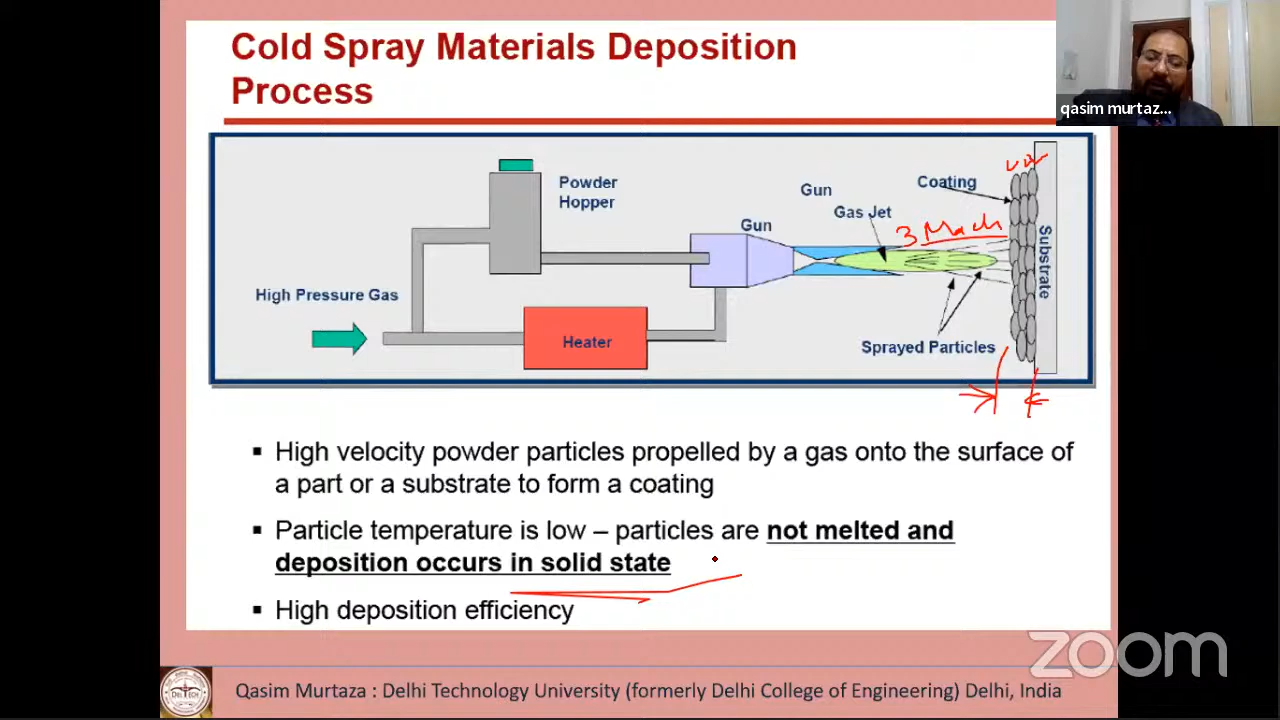 Cold Spray Materials Deposition
Process
qasim murtaz...
Powder
Hopper
Gun
Coating
Gas Jet
Gun
3 Mach
Substrate
High Pressure Gas
Heater
Sprayed Particles
▪ High velocity powder particles propelled by a gas onto the surface of
a part or a substrate to form a coating
▪ Particle temperature is low – particles are not melted and
deposition occurs in solid state
▪ High deposition efficiency
zoom
DELTECH
Qasim Murtaza : Delhi Technology University (formerly Delhi College of Engineering) Delhi, India